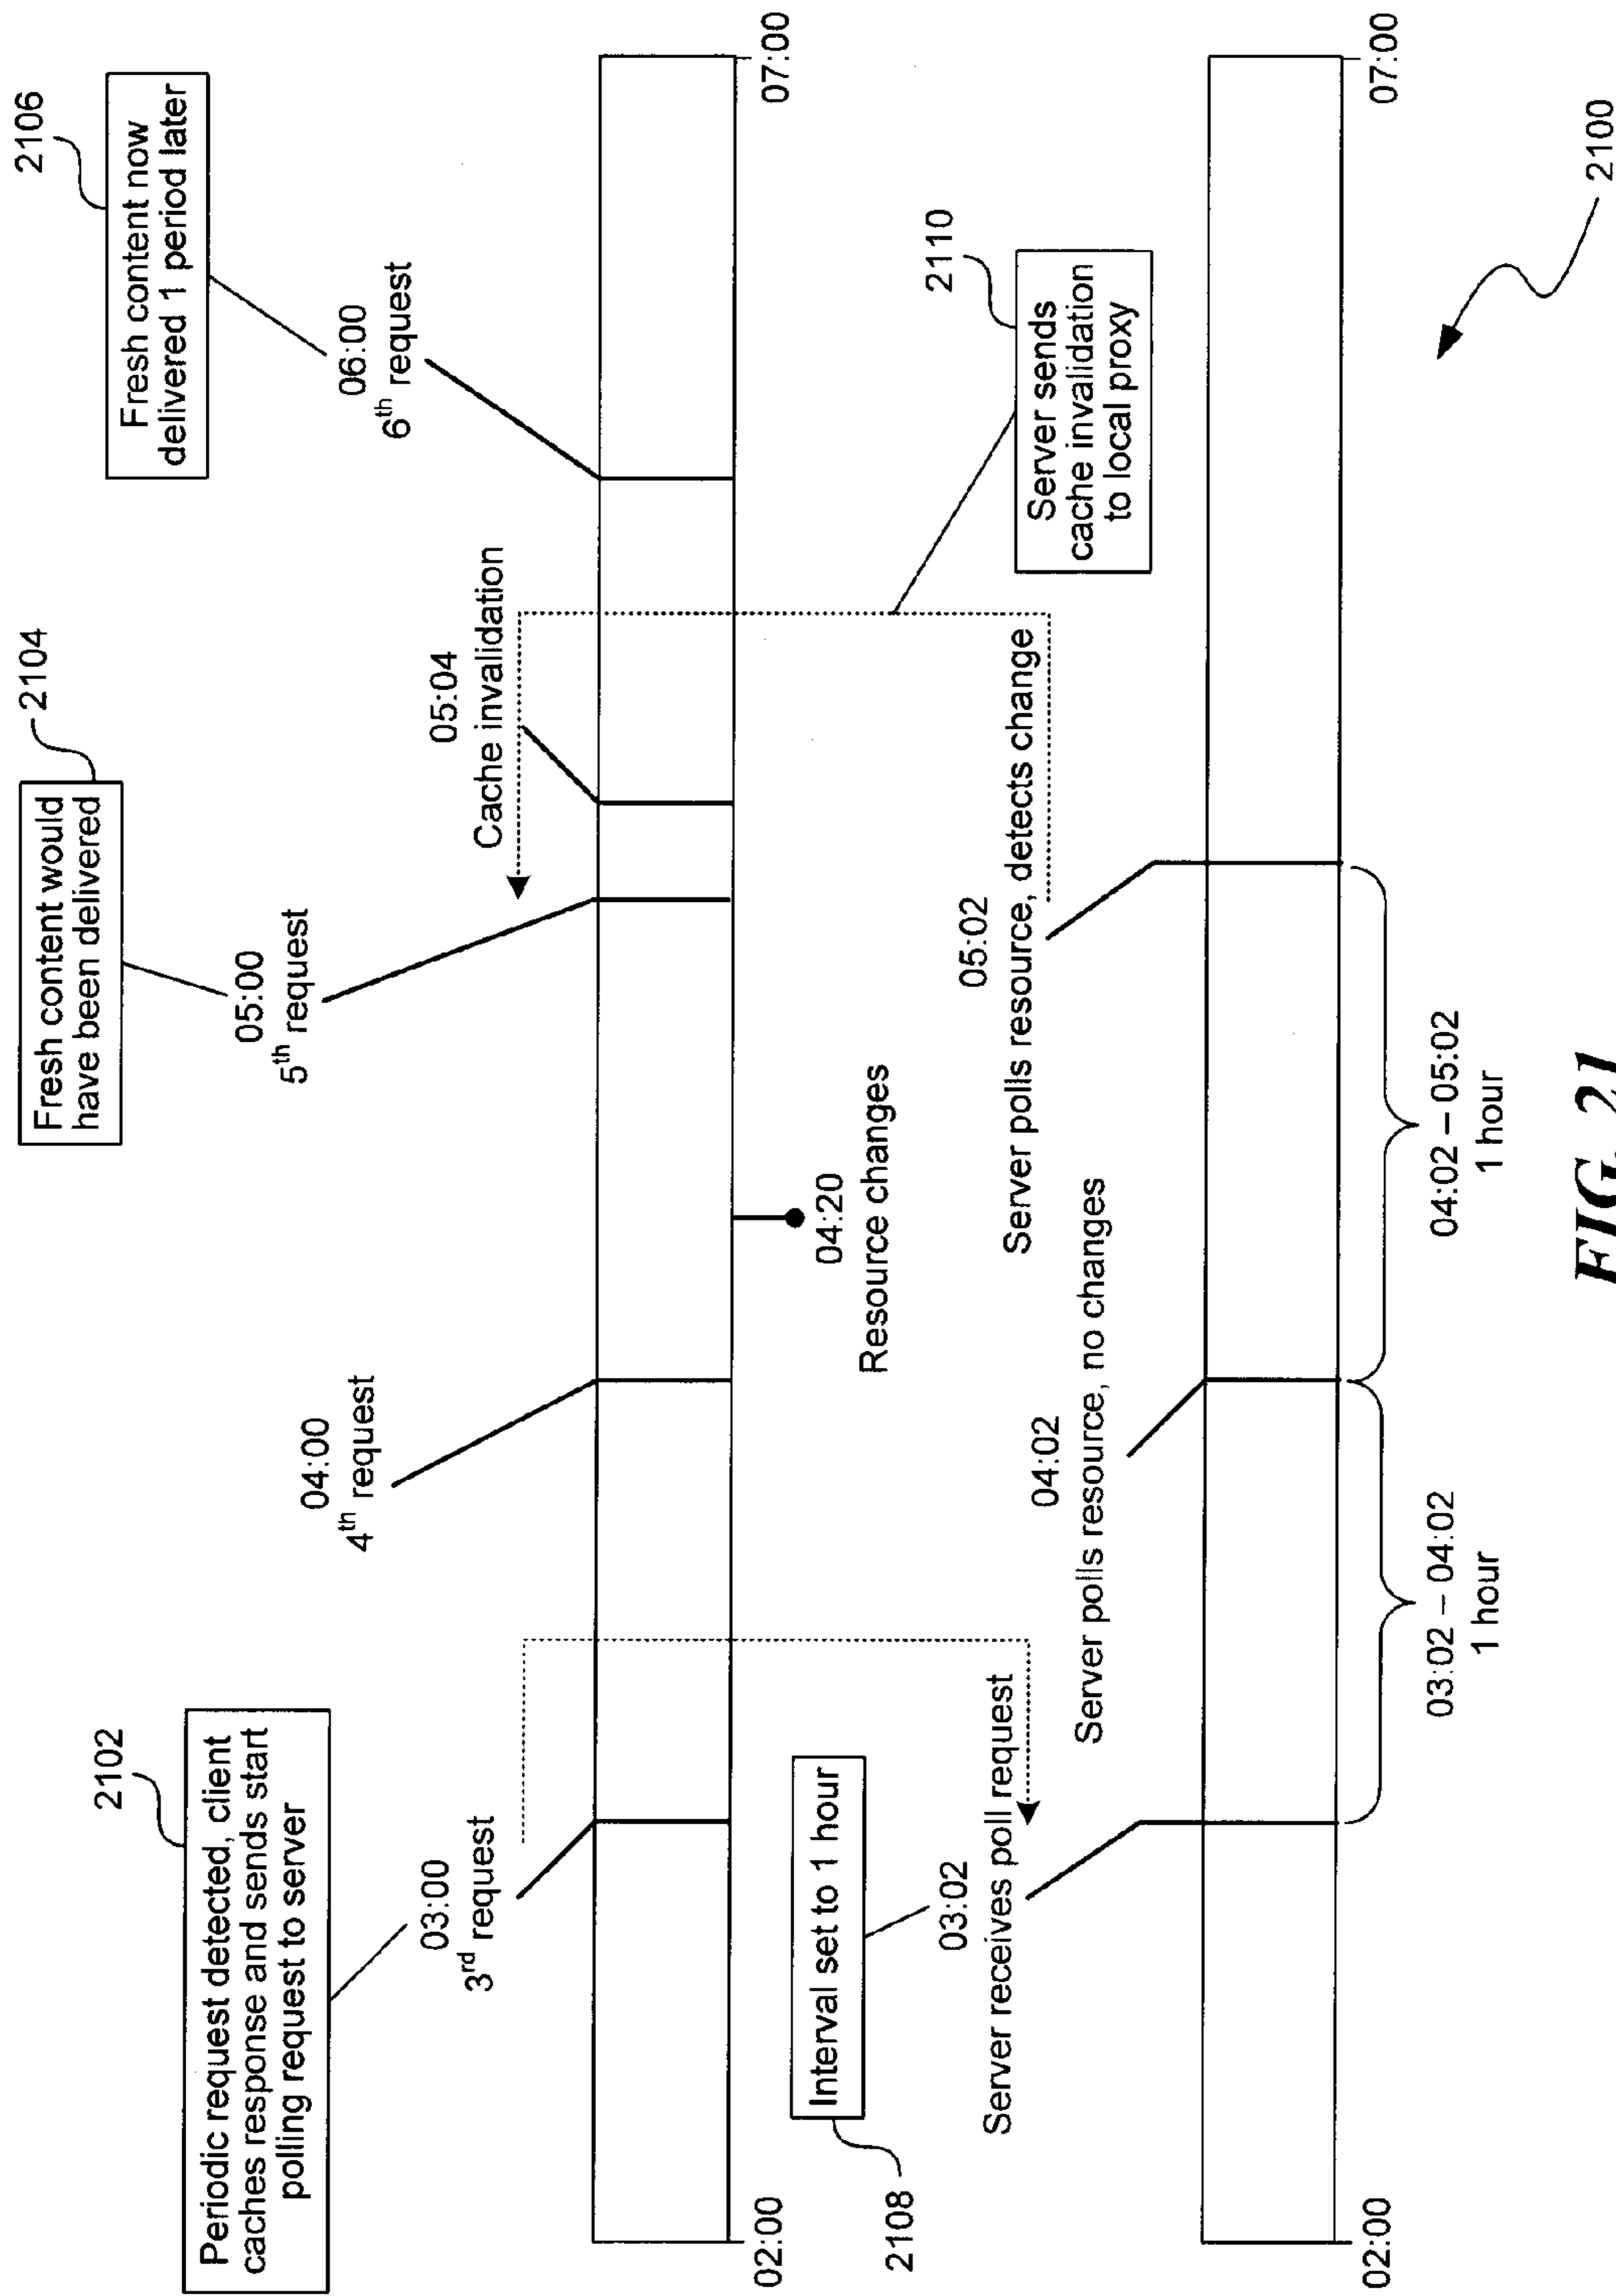 2102
Periodic request detected, client
caches response and sends start
polling request to server
03:00
3rd request
04:00
4th request
2104
Fresh content would
have been delivered
05:00
5th request
05:04
Cache invalidation
2106
Fresh content now
delivered 1 period later
06:00
6th request
02:00
07:00
04:20
Resource changes
2108
Interval set to 1 hour
03:02
Server receives poll request
04:02
Server polls resource, no changes
05:02
Server polls resource, detects change
2110
Server sends
cache invalidation
to local proxy
02:00
07:00
03:02 – 04:02
1 hour
04:02 – 05:02
1 hour
2100
FIG. 21